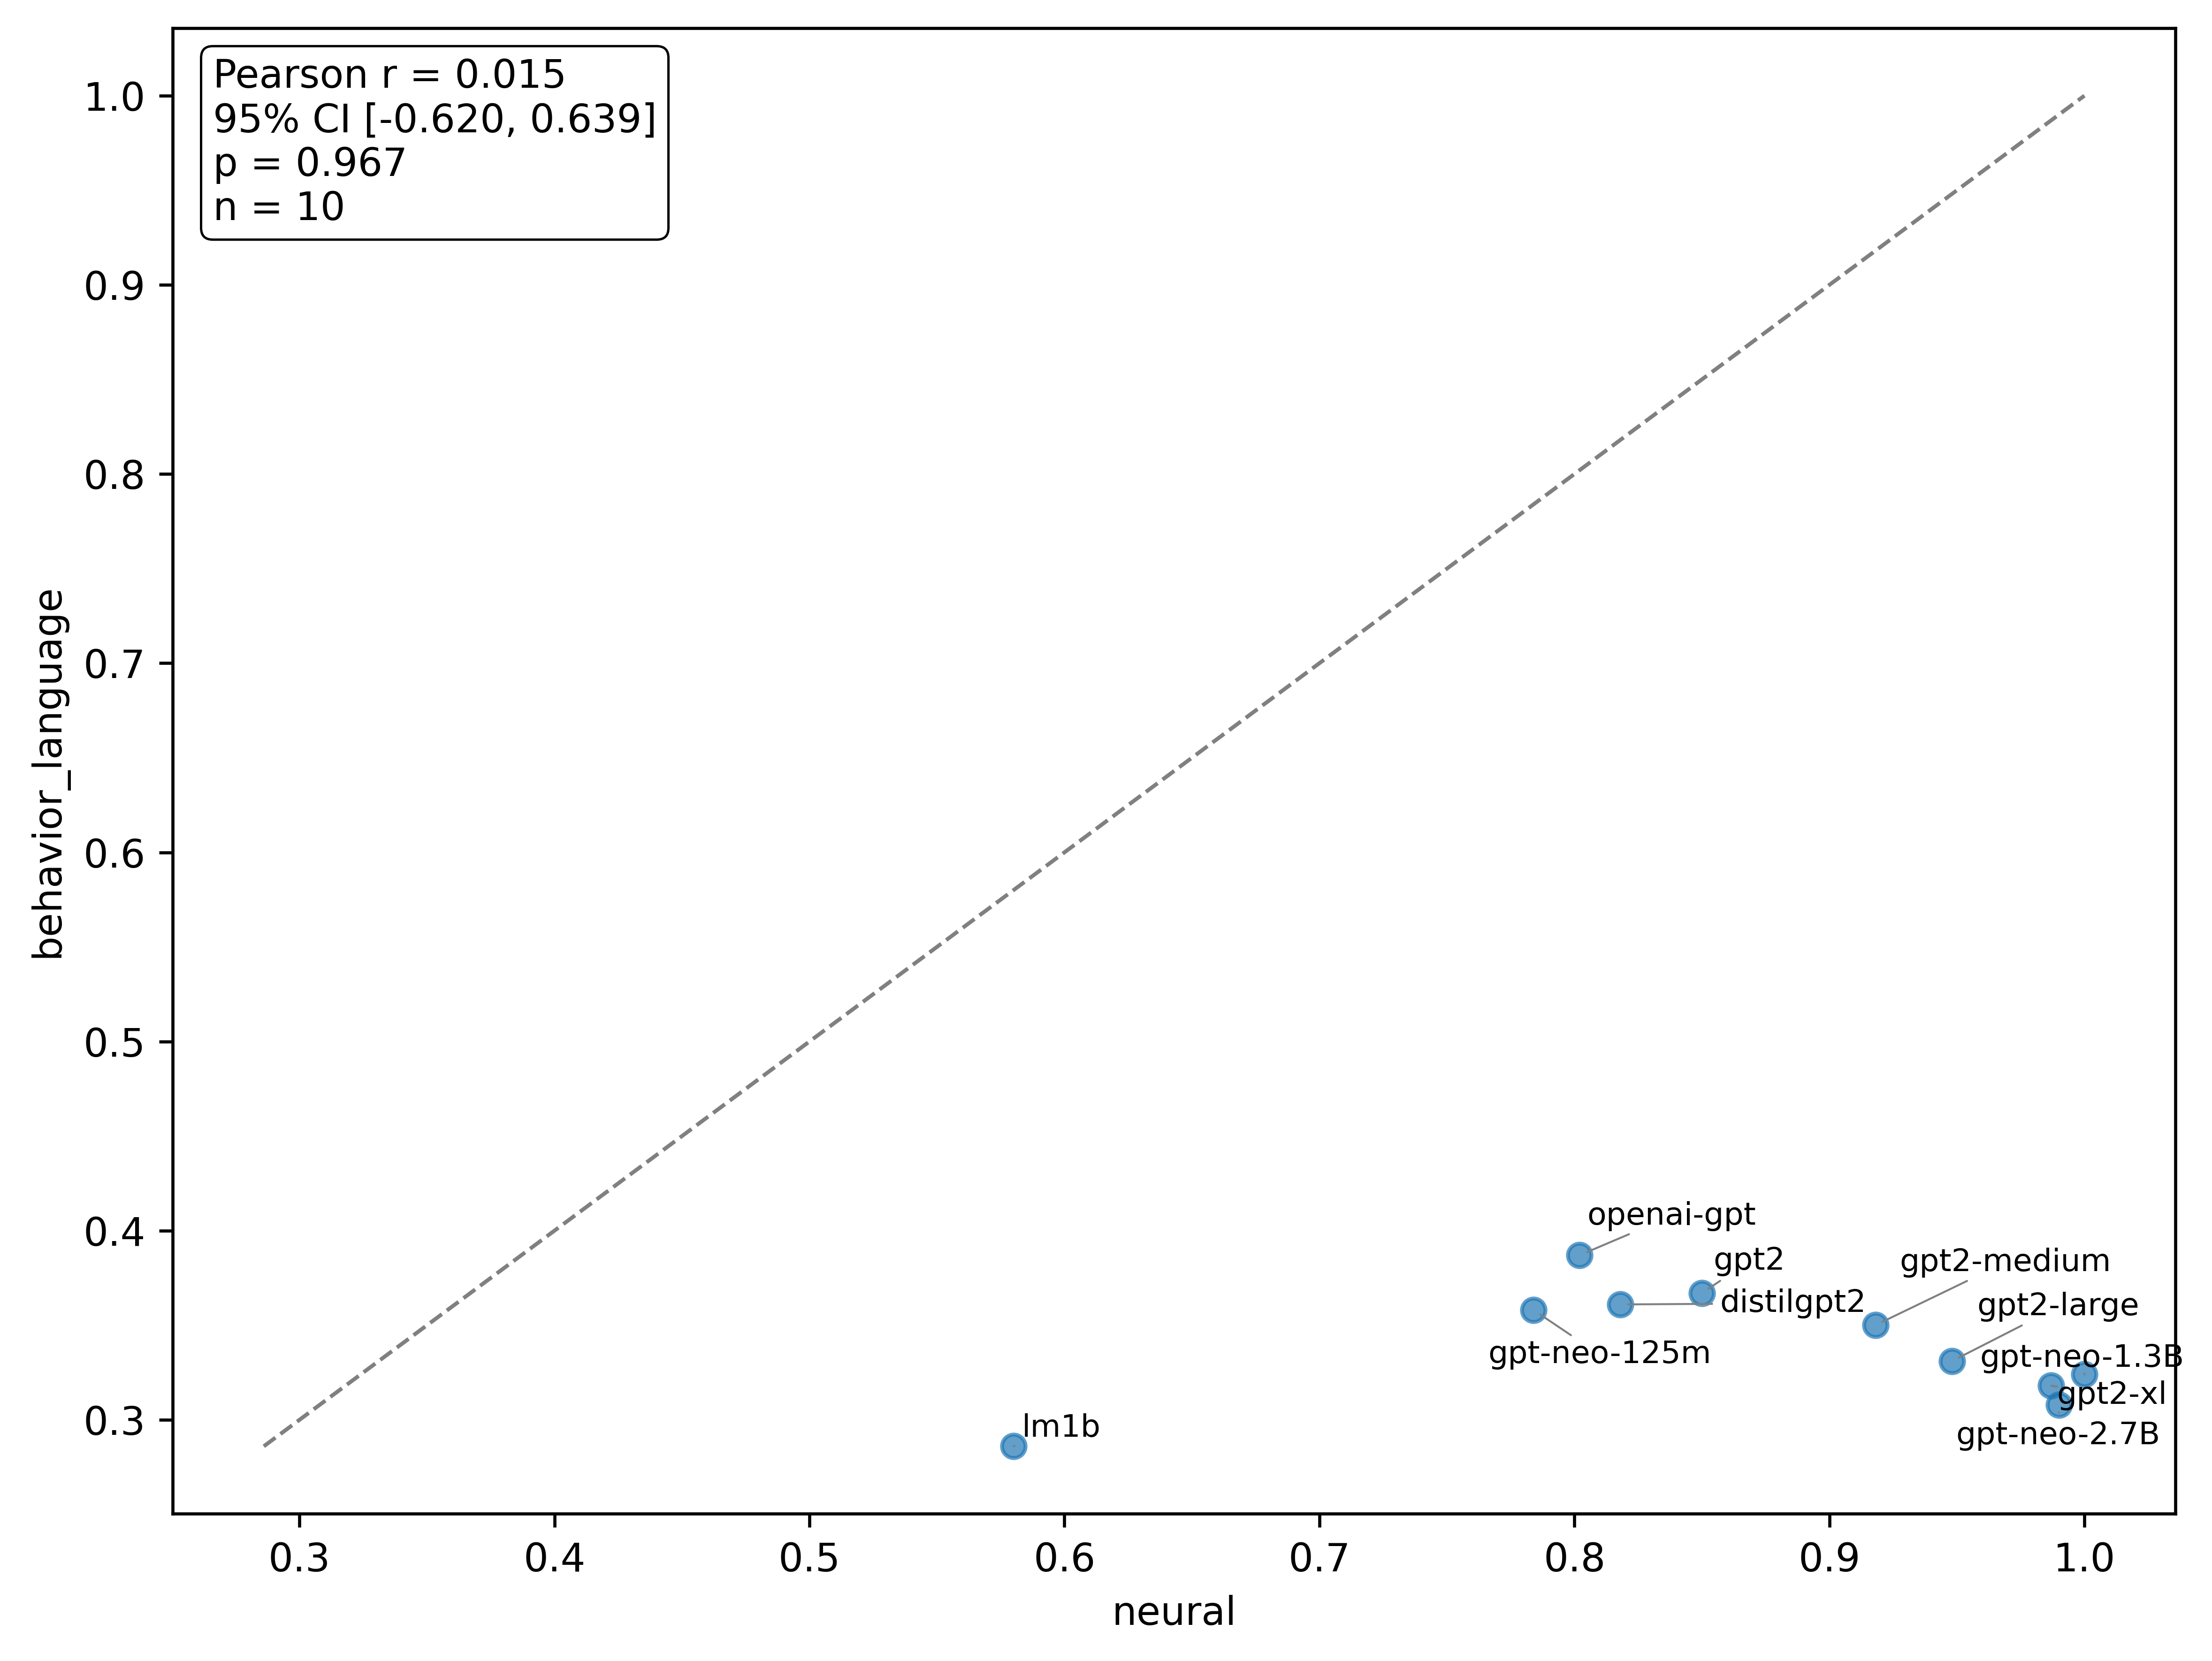 Pearson r = 0.015
95% CI [-0.620, 0.639]
p = 0.967
n = 10
1.0
0.9
0.8
0.7
0.6
0.5
0.4
0.3
behavior_language
openai-gpt
gpt2
gpt2-medium
distilgpt2
gpt2-large
gpt-neo-125m
gpt-neo-1.3B
gpt2-xl
lm1b
gpt-neo-2.7B
0.3 0.4 0.5 0.6 0.7 0.8 0.9 1.0
neural